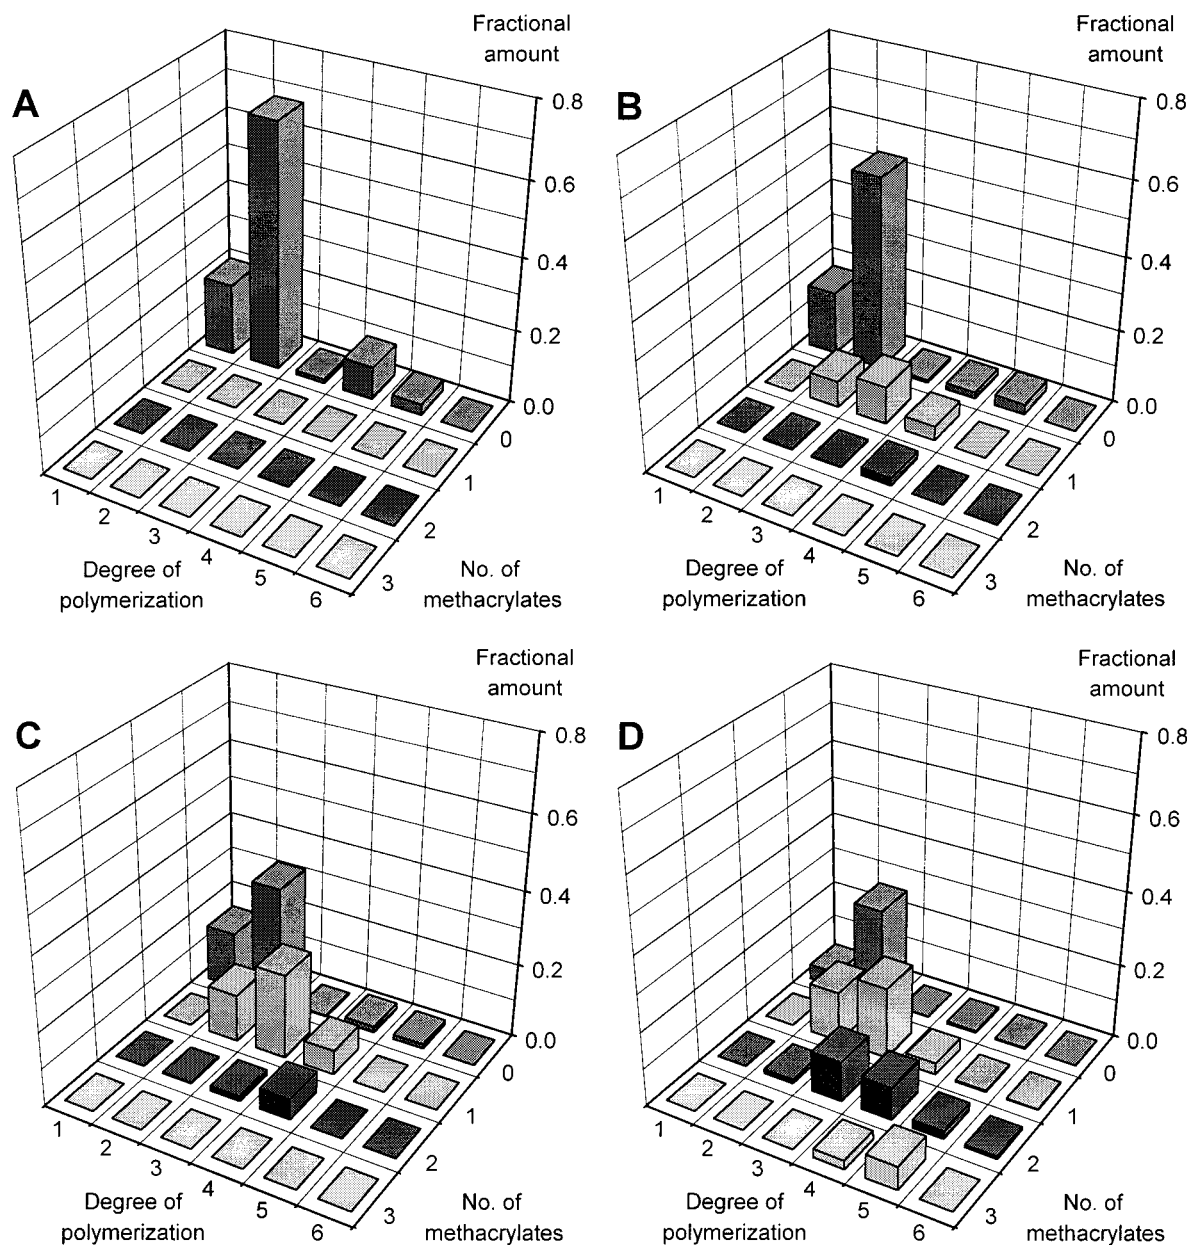 A
Fractional
amount
0.8
0.6
0.4
0.2
0.0
0
1
2
3
1
2
3
4
5
6
Degree of
polymerization
No. of
methacrylates
B
Fractional
amount
0.8
0.6
0.4
0.2
0.0
0
1
2
3
1
2
3
4
5
6
Degree of
polymerization
No. of
methacrylates
C
Fractional
amount
0.8
0.6
0.4
0.2
0.0
0
1
2
3
1
2
3
4
5
6
Degree of
polymerization
No. of
methacrylates
D
Fractional
amount
0.8
0.6
0.4
0.2
0.0
0
1
2
3
1
2
3
4
5
6
Degree of
polymerization
No. of
methacrylates